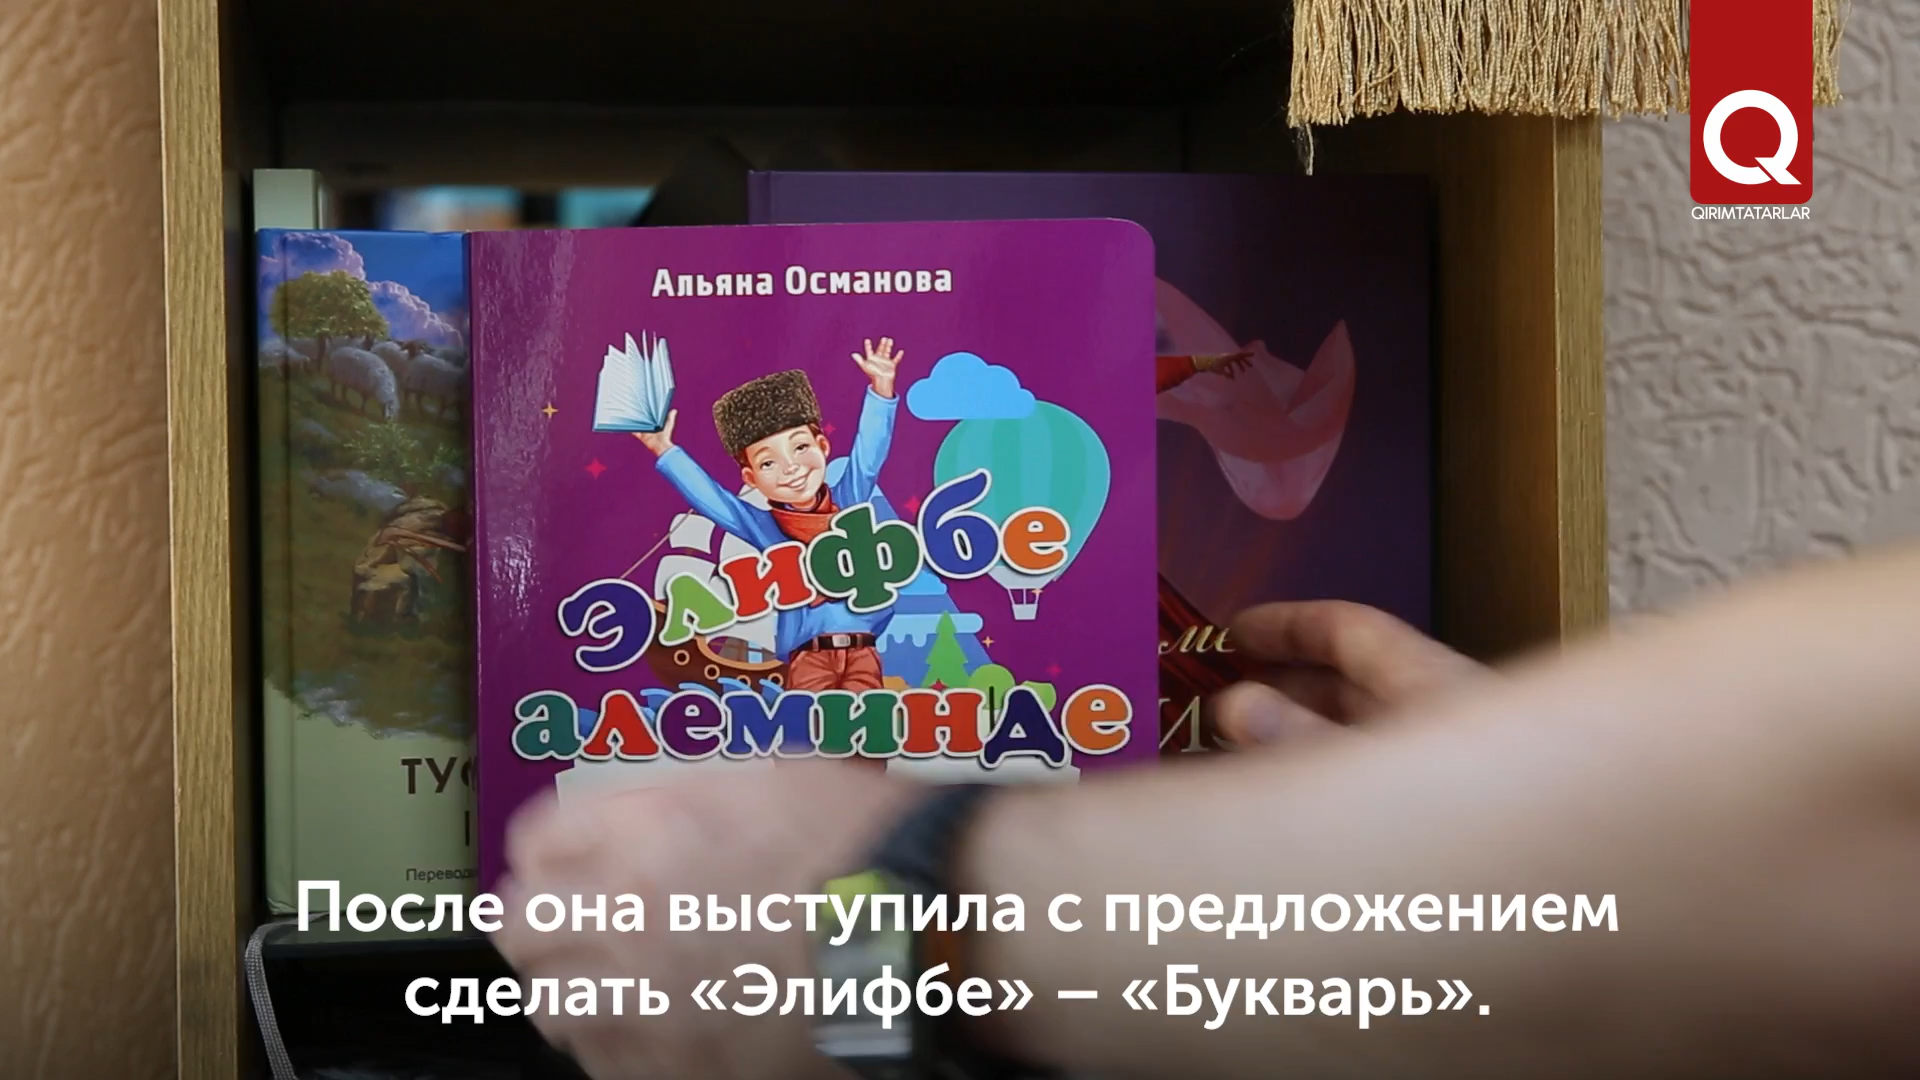 QIRIMTATARLAR
Альяна Османова
Элифбе
алеминде
После она выступила с предложением
сделать «Элифбе» – «Букварь».